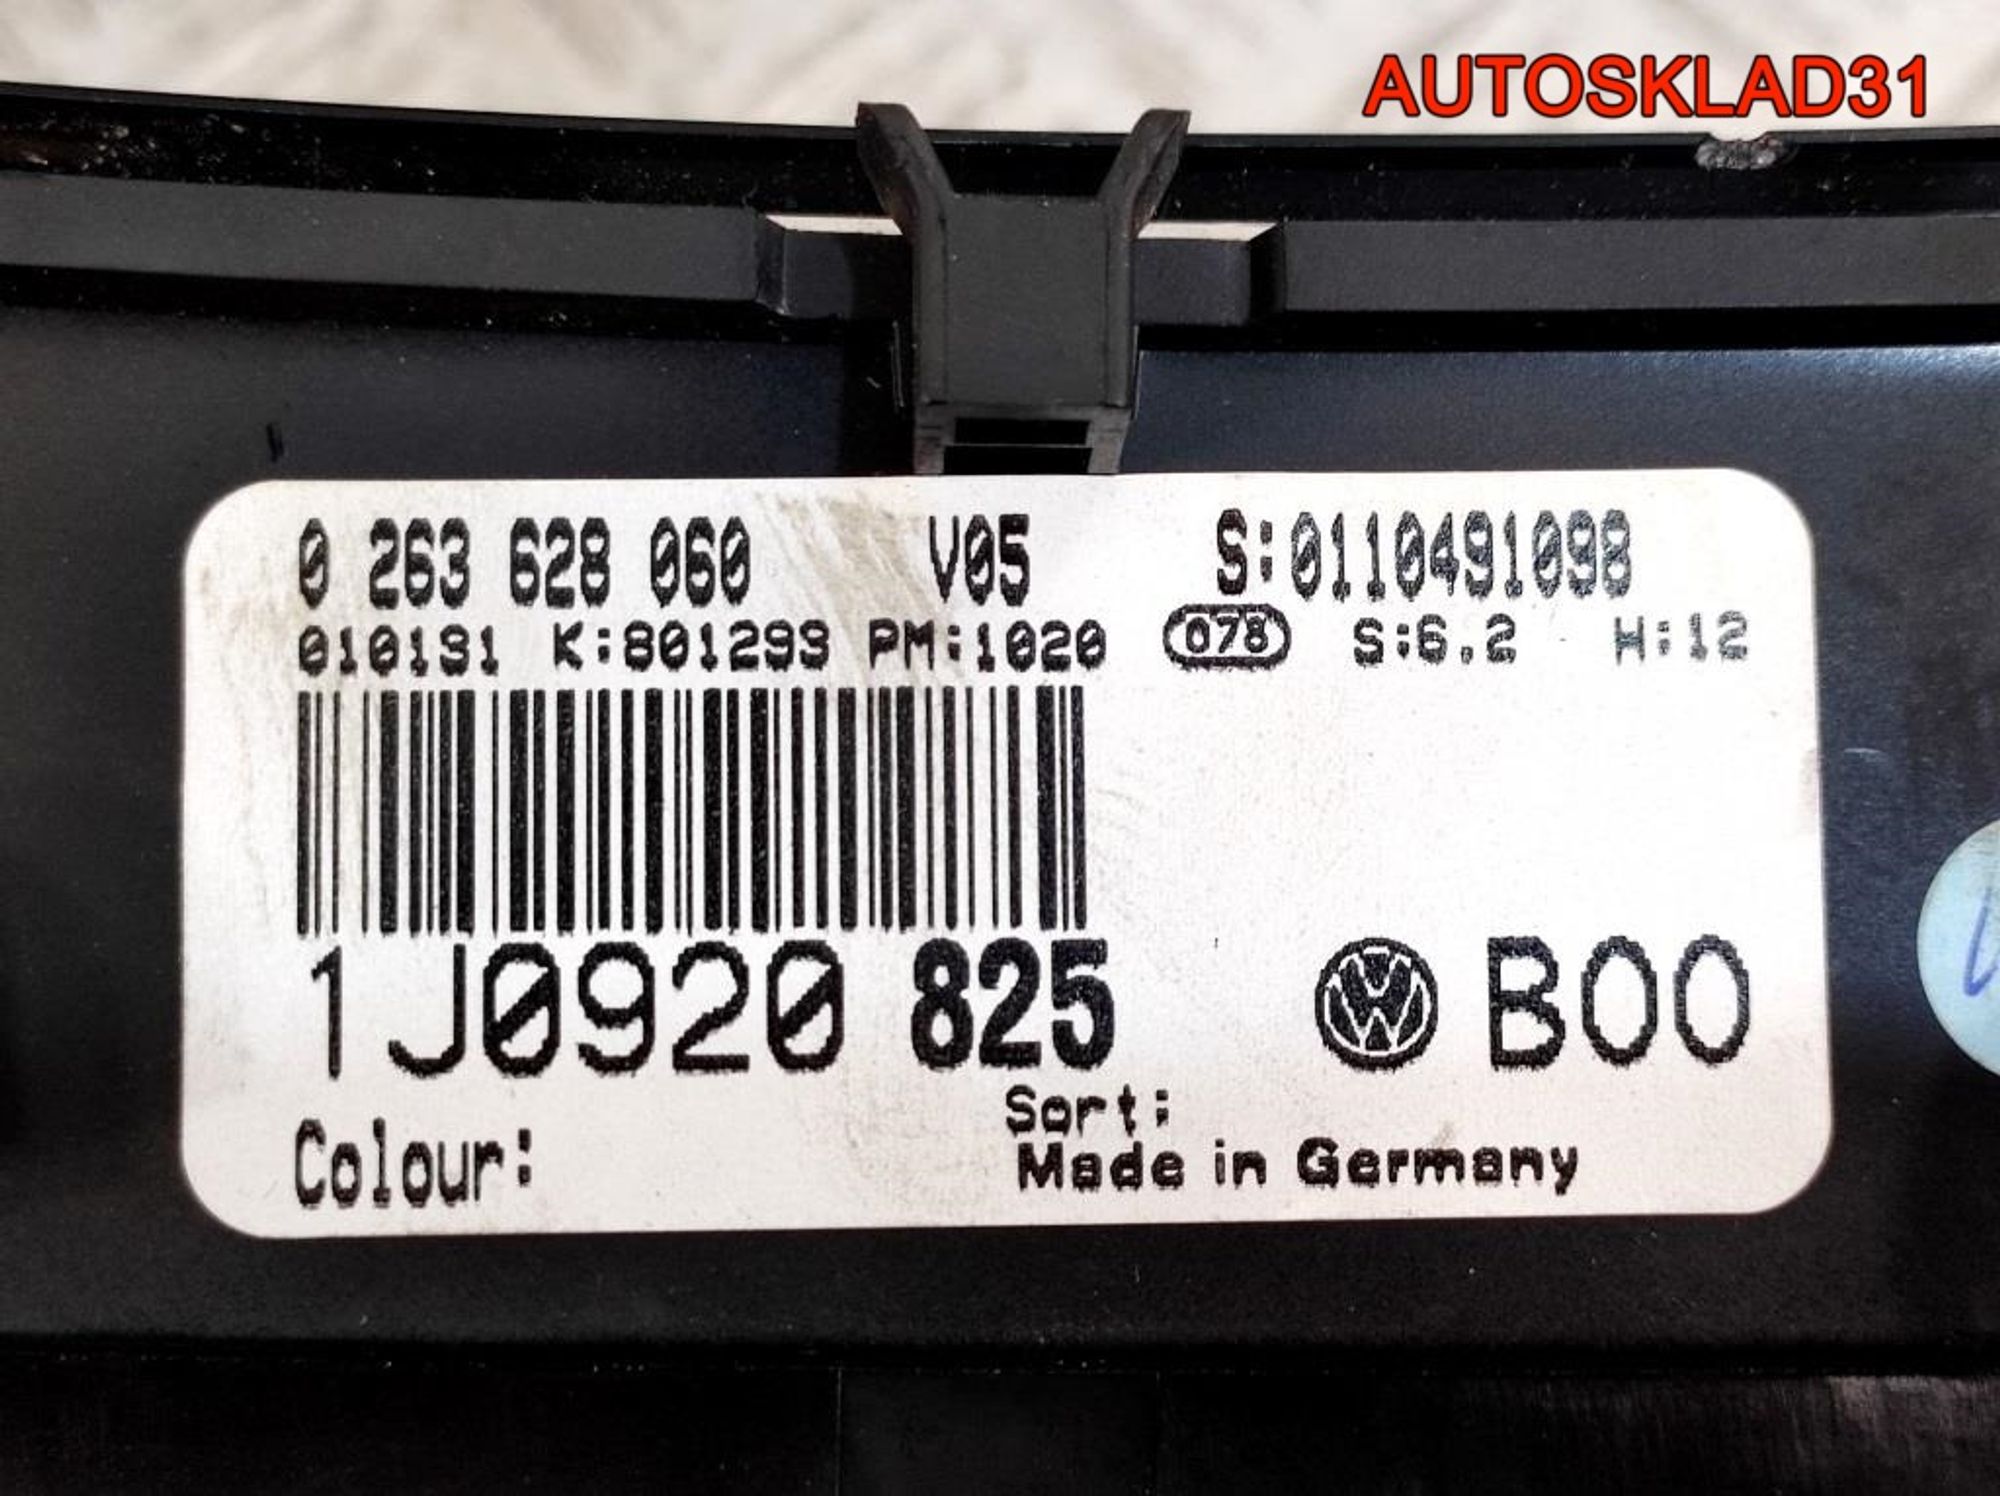 AUTOSKLAD31
0 263 628 060 V05 S:0110491098
010131 K:801293 PM:1020 078 S:6.2 H:12
1J0920 825 B00
Sort:
Colour: Made in Germany